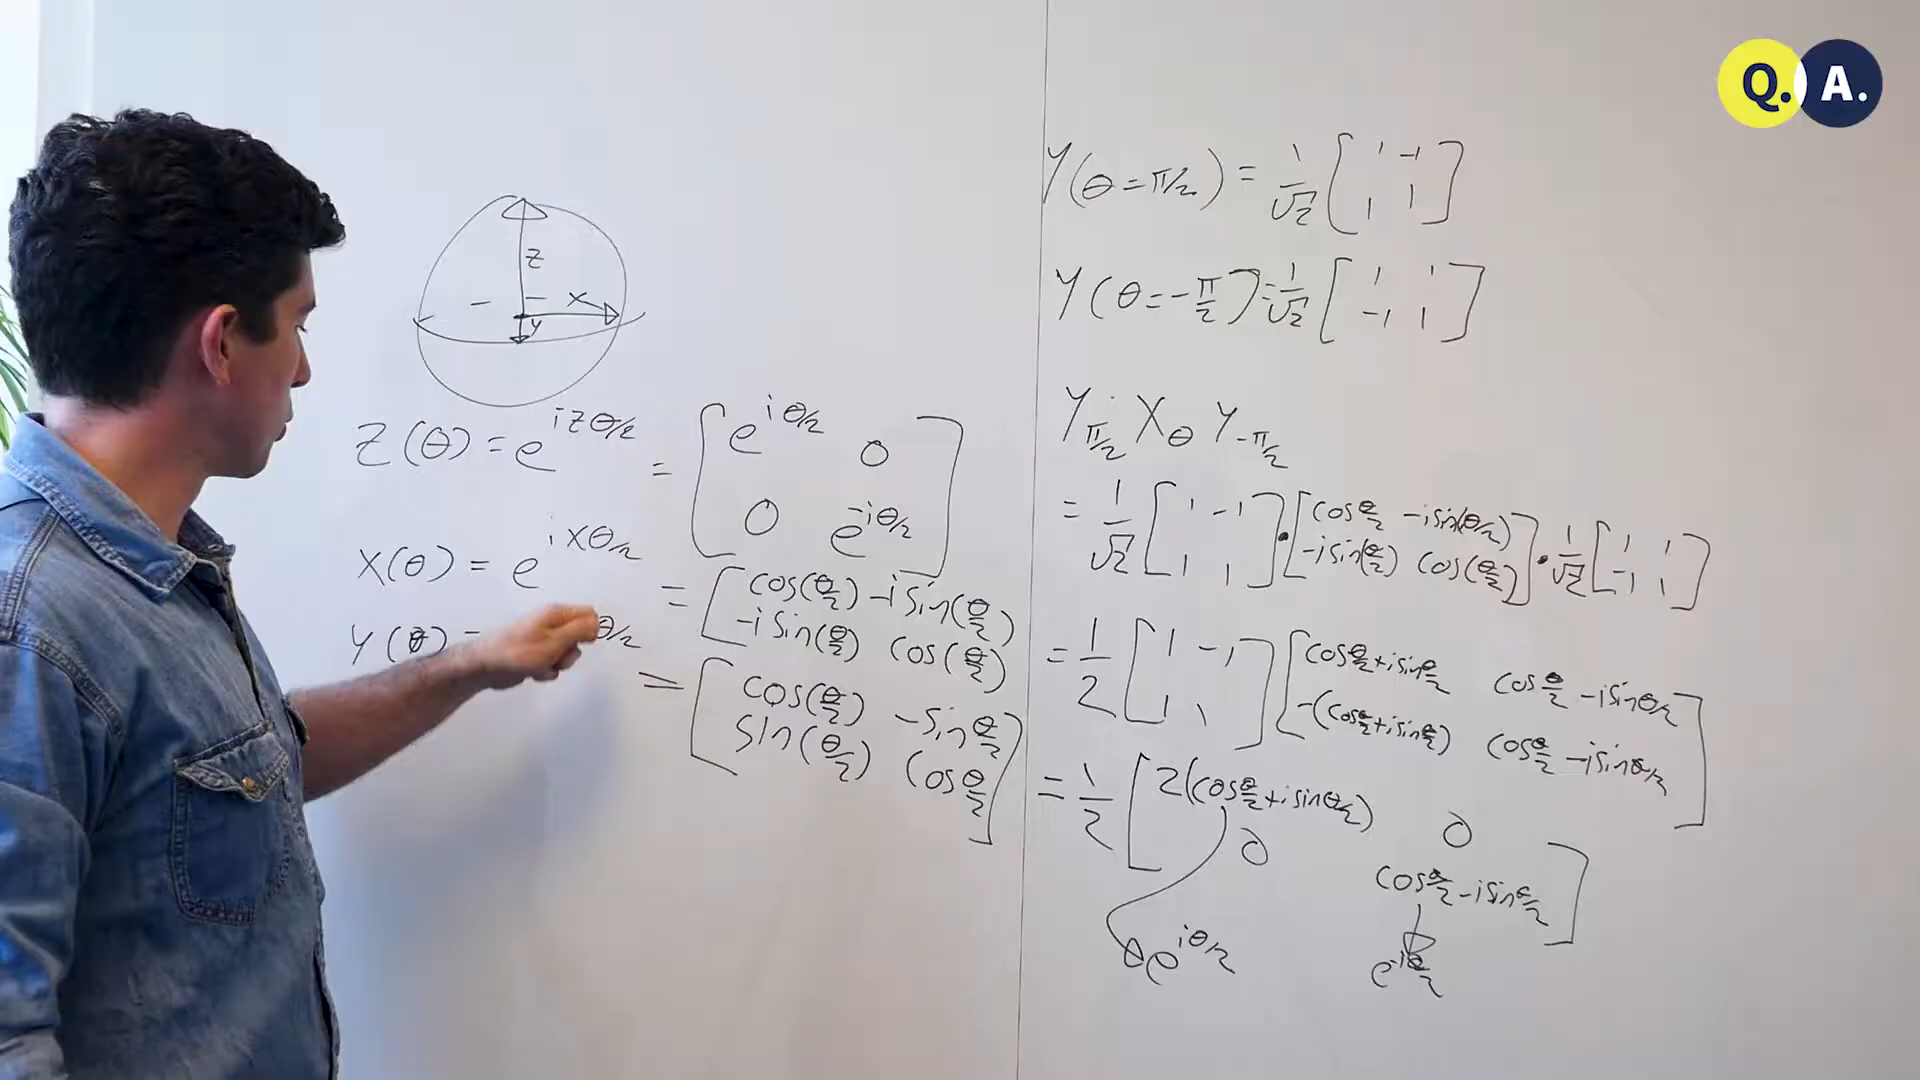 Q. A.
Z
X
Y
Z(θ) = e^{iZθ/2} = [ e^{iθ/2} 0
0 e^{-iθ/2} ]
X(θ) = e^{iXθ/2} = [ cos(θ/2) -i sin(θ/2)
-i sin(θ/2) cos(θ/2) ]
Y(θ) = θ/2
= [ cos(θ/2) -sin θ/2
sin(θ/2) cos θ/2 ]
Y(θ=π/2) = 1/√2 [ 1 -1
1 1 ]
Y(θ=-π/2) = 1/√2 [ 1 1
-1 1 ]
Y_{π/2} X_θ Y_{-π/2}
= 1/√2 [ 1 -1 ] · [ cos θ/2 -i sin(θ/2) ] · 1/√2 [ 1 1 ]
[ 1 1 ] [ -i sin(θ/2) cos(θ/2) ] [ -1 1 ]
= 1/2 [ 1 -1 ] [ cos θ/2 + i sin θ/2 cos θ/2 - i sin θ/2 ]
[ 1 1 ] [ -(cos θ/2 + i sin θ/2) cos θ/2 - i sin θ/2 ]
= 1/2 [ 2(cos θ/2 + i sin θ/2) 0
0 cos θ/2 - i sin θ/2 ]
e^{iθ/2} e^{-iθ/2}